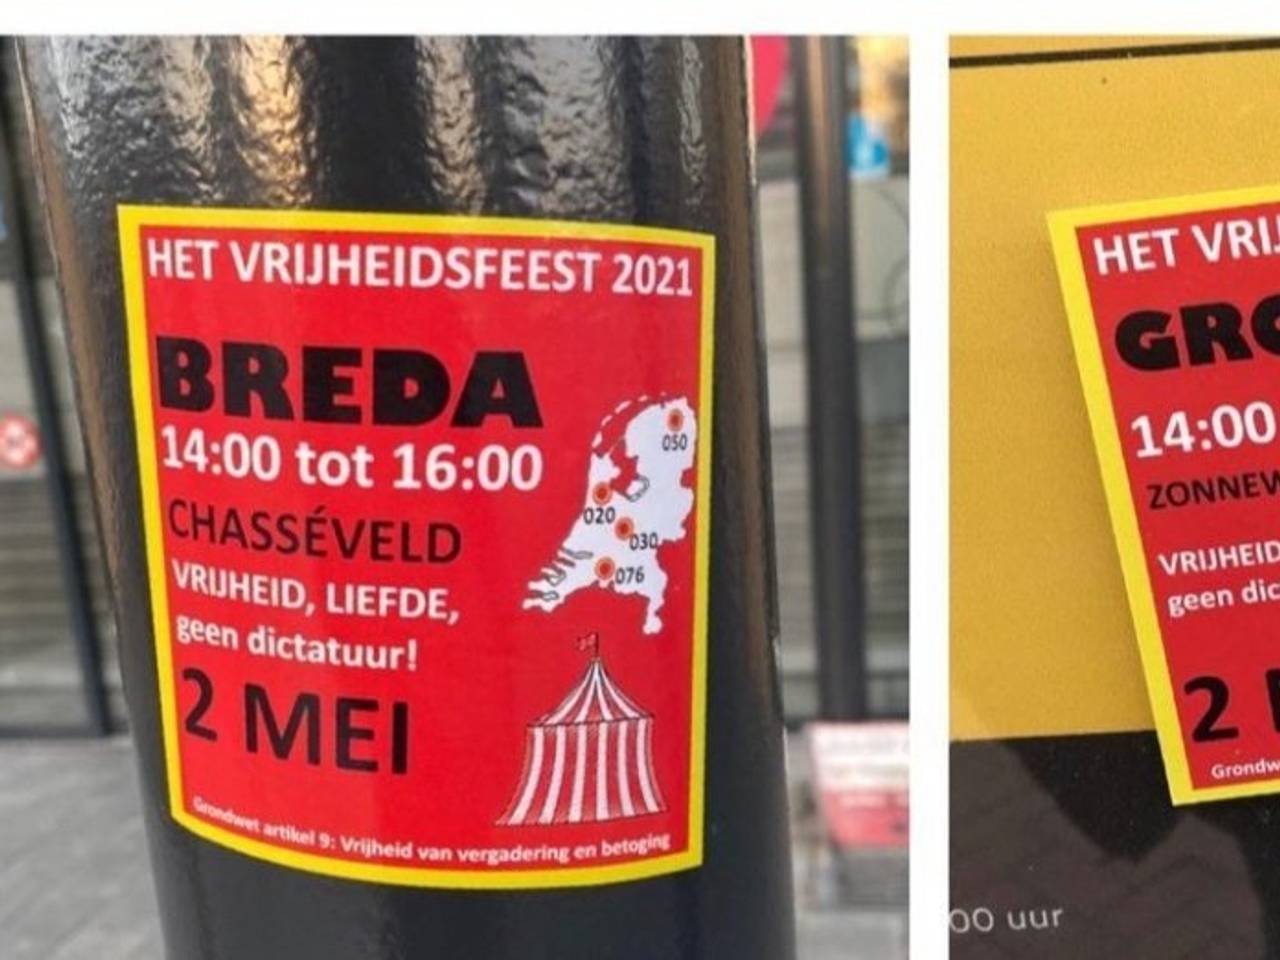 HET VRIJHEIDSFEEST 2021
BREDA
14:00 tot 16:00
CHASSÉVELD
VRIJHEID, LIEFDE,
geen dictatuur!
2 MEI
050
020
030
076
Grondwet artikel 9: Vrijheid van vergadering en betoging
HET VRIJ
GRO
14:00
ZONNEW
VRIJHEID
geen dic
2
Grondw
00 uur